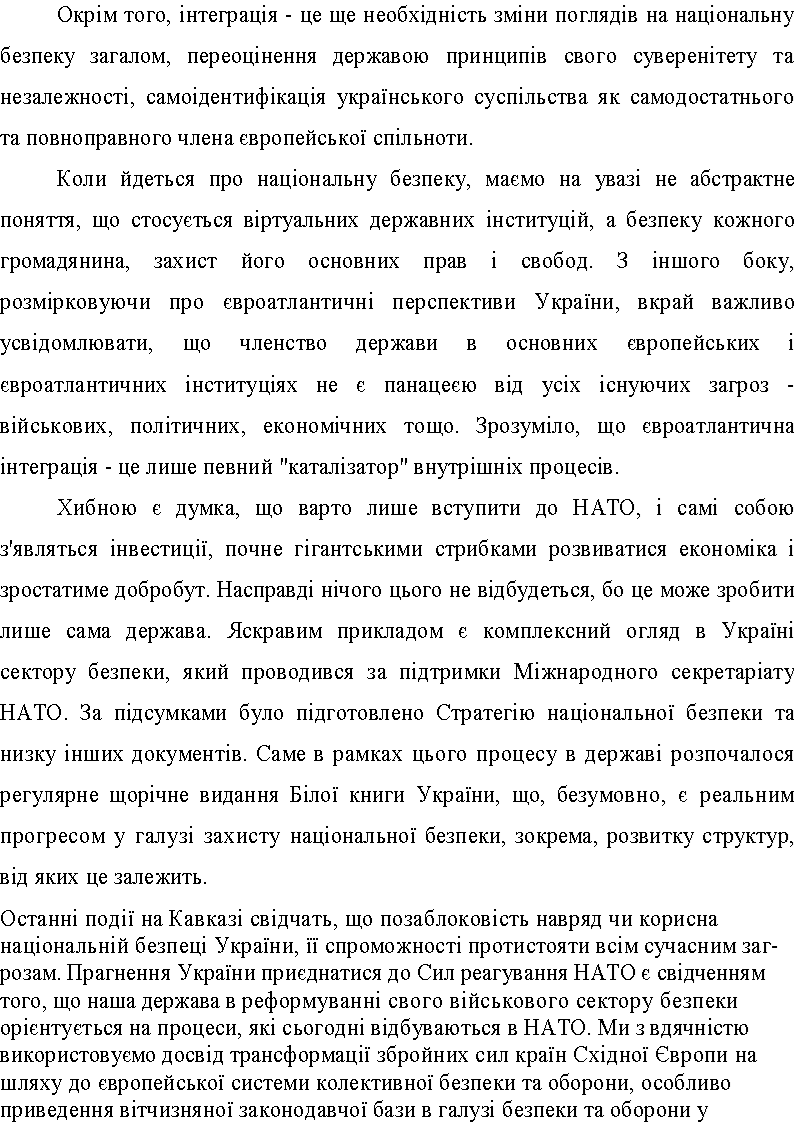 Окрім того, інтеграція - це ще необхідність зміни поглядів на національну
безпеку загалом, переоцінення державою принципів свого суверенітету та
незалежності, самоідентифікація українського суспільства як самодостатнього
та повноправного члена європейської спільноти.
Коли йдеться про національну безпеку, маємо на увазі не абстрактне
поняття, що стосується віртуальних державних інституцій, а безпеку кожного
громадянина, захист його основних прав і свобод. З іншого боку,
розмірковуючи про євроатлантичні перспективи України, вкрай важливо
усвідомлювати, що членство держави в основних європейських і
євроатлантичних інституціях не є панацеєю від усіх існуючих загроз -
військових, політичних, економічних тощо. Зрозуміло, що євроатлантична
інтеграція - це лише певний "каталізатор" внутрішніх процесів.
Хибною є думка, що варто лише вступити до НАТО, і самі собою
з'являться інвестиції, почне гігантськими стрибками розвиватися економіка і
зростатиме добробут. Насправді нічого цього не відбудеться, бо це може зробити
лише сама держава. Яскравим прикладом є комплексний огляд в Україні
сектору безпеки, який проводився за підтримки Міжнародного секретаріату
НАТО. За підсумками було підготовлено Стратегію національної безпеки та
низку інших документів. Саме в рамках цього процесу в державі розпочалося
регулярне щорічне видання Білої книги України, що, безумовно, є реальним
прогресом у галузі захисту національної безпеки, зокрема, розвитку структур,
від яких це залежить.
Останні події на Кавказі свідчать, що позаблоковість навряд чи корисна
національній безпеці України, її спроможності протистояти всім сучасним заг-
розам. Прагнення України приєднатися до Сил реагування НАТО є свідченням
того, що наша держава в реформуванні свого військового сектору безпеки
орієнтується на процеси, які сьогодні відбуваються в НАТО. Ми з вдячністю
використовуємо досвід трансформації збройних сил країн Східної Європи на
шляху до європейської системи колективної безпеки та оборони, особливо
приведення вітчизняної законодавчої бази в галузі безпеки та оборони у